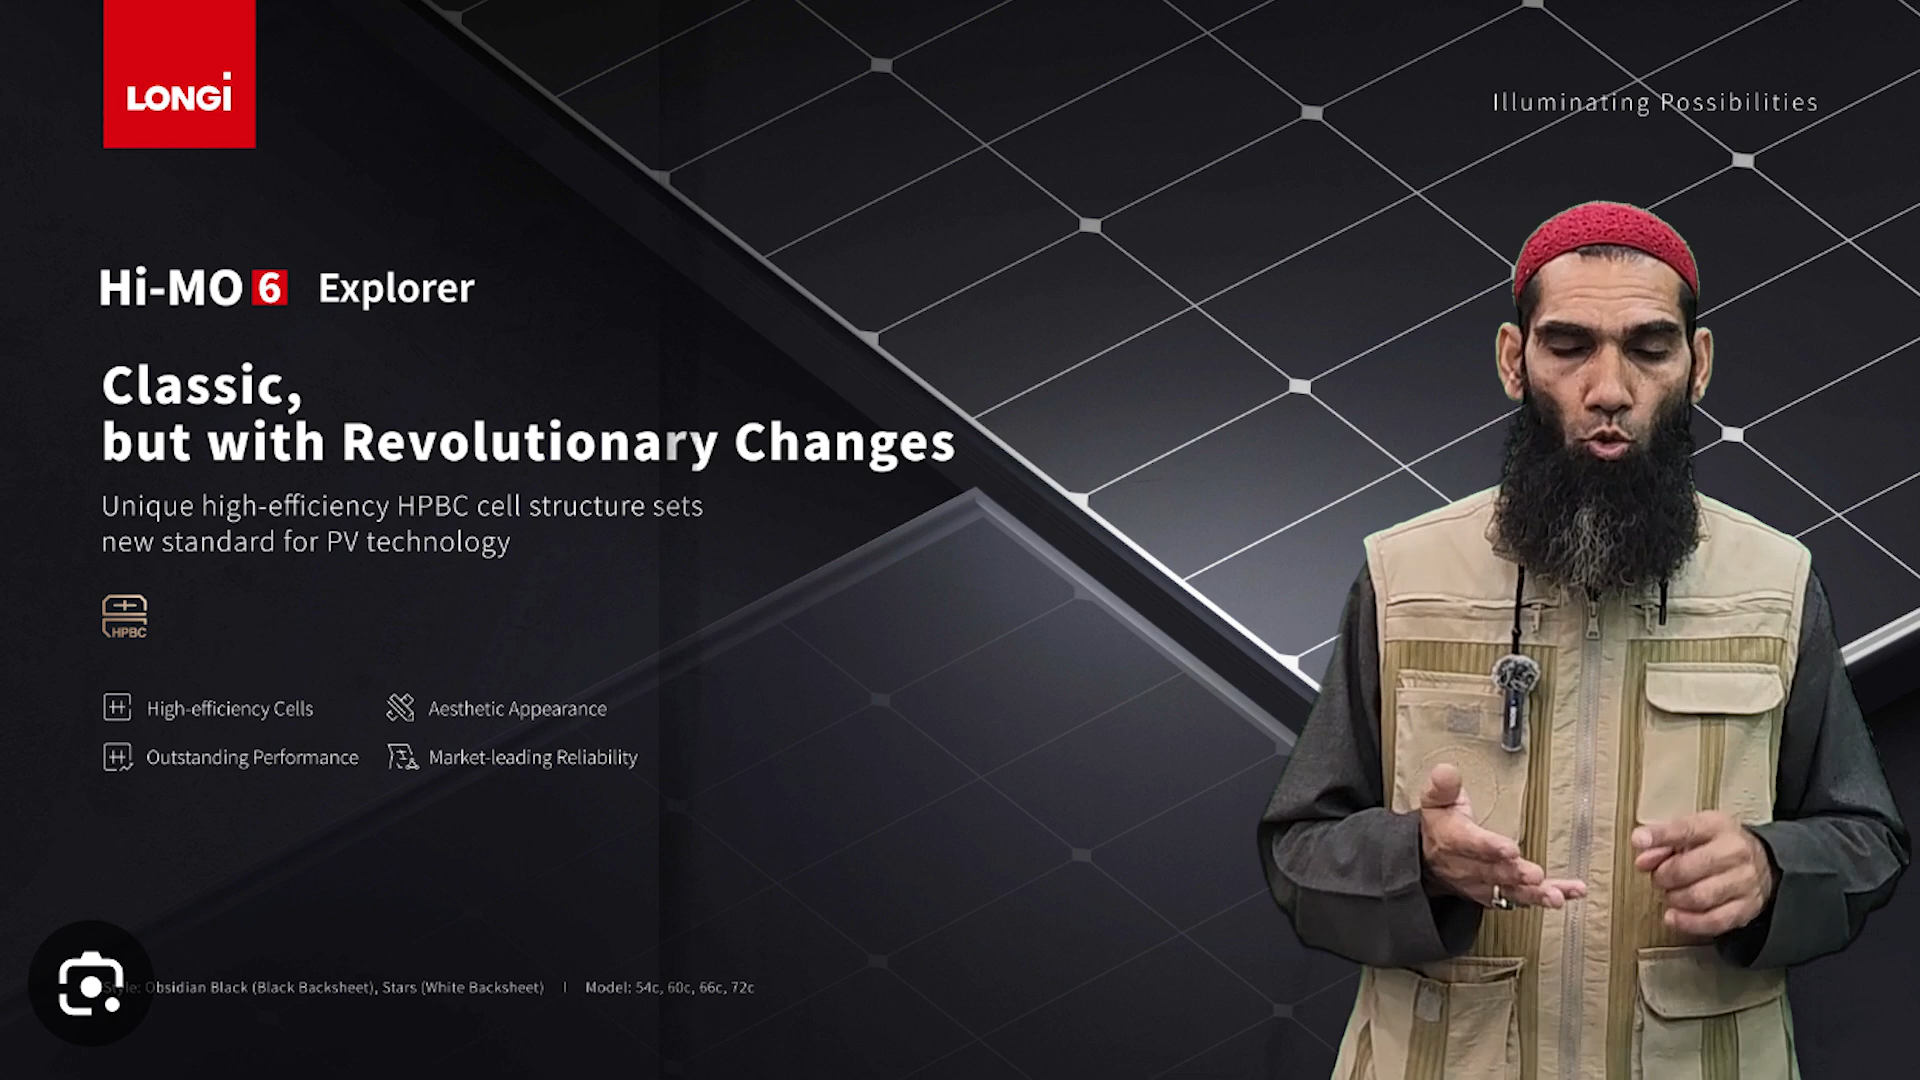 LONGi
Illuminating Possibilities
Hi-MO 6 Explorer
Classic,
but with Revolutionary Changes
Unique high-efficiency HPBC cell structure sets
new standard for PV technology
HPBC
High-efficiency Cells
Aesthetic Appearance
Outstanding Performance
Market-leading Reliability
Style: Obsidian Black (Black Backsheet), Stars (White Backsheet) | Model: 54c, 60c, 66c, 72c